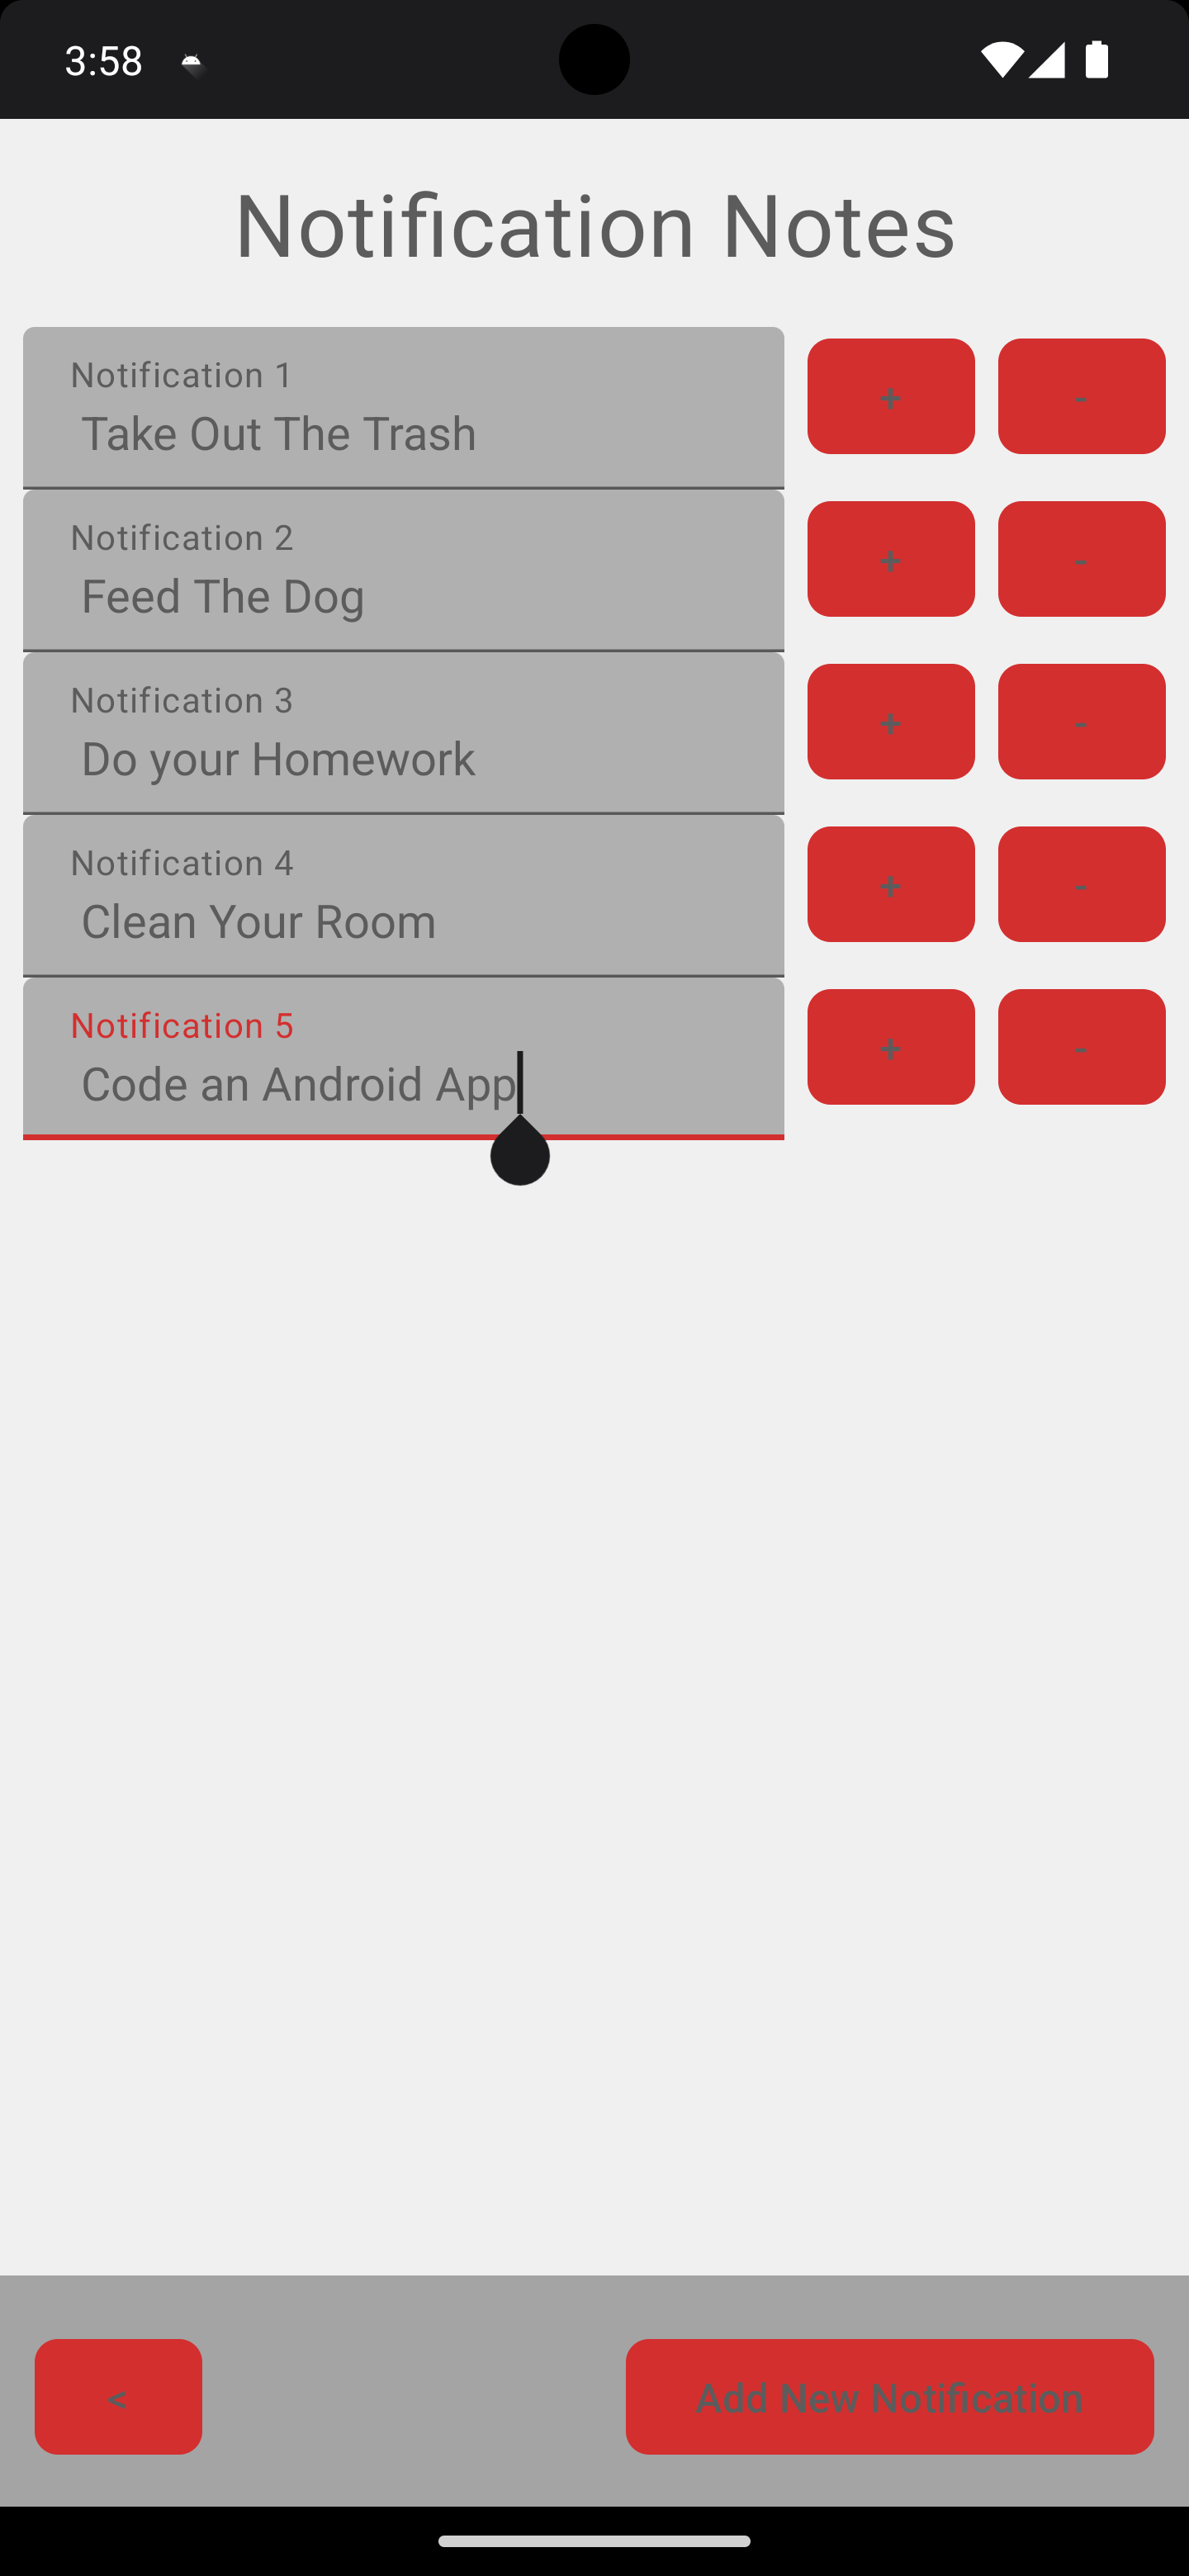 3:58
Notification Notes
Notification 1
Take Out The Trash
+ -
Notification 2
Feed The Dog
+ -
Notification 3
Do your Homework
+ -
Notification 4
Clean Your Room
+ -
Notification 5
Code an Android App
+ -
< Add New Notification